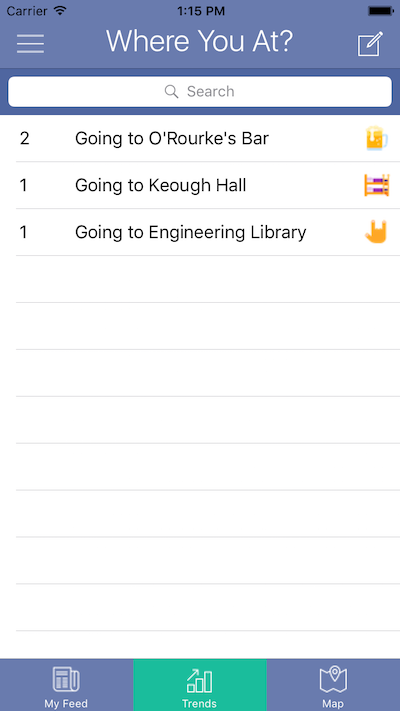 Carrier 1:15 PM
Where You At?
Search
2 Going to O'Rourke's Bar
1 Going to Keough Hall
1 Going to Engineering Library
My Feed Trends Map